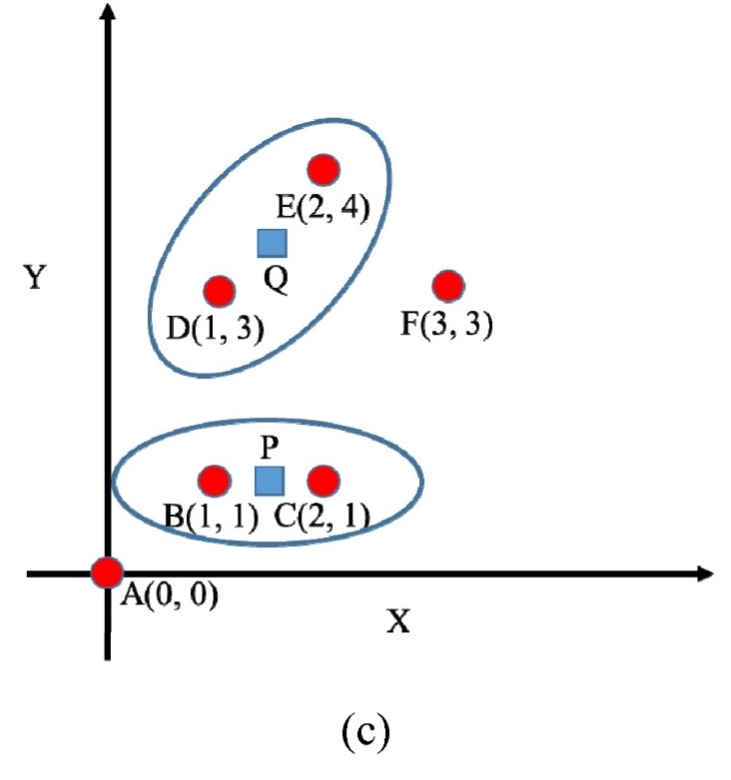 E(2, 4)
Y
Q
D(1, 3)
F(3, 3)
P
B(1, 1) C(2, 1)
A(0, 0)
X
(c)